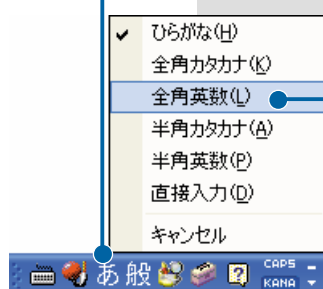 ひらがな(H)
全角カタカナ(K)
全角英数(L)
半角カタカナ(A)
半角英数(P)
直接入力(D)
キャンセル
あ 般 ? CAPS
KANA